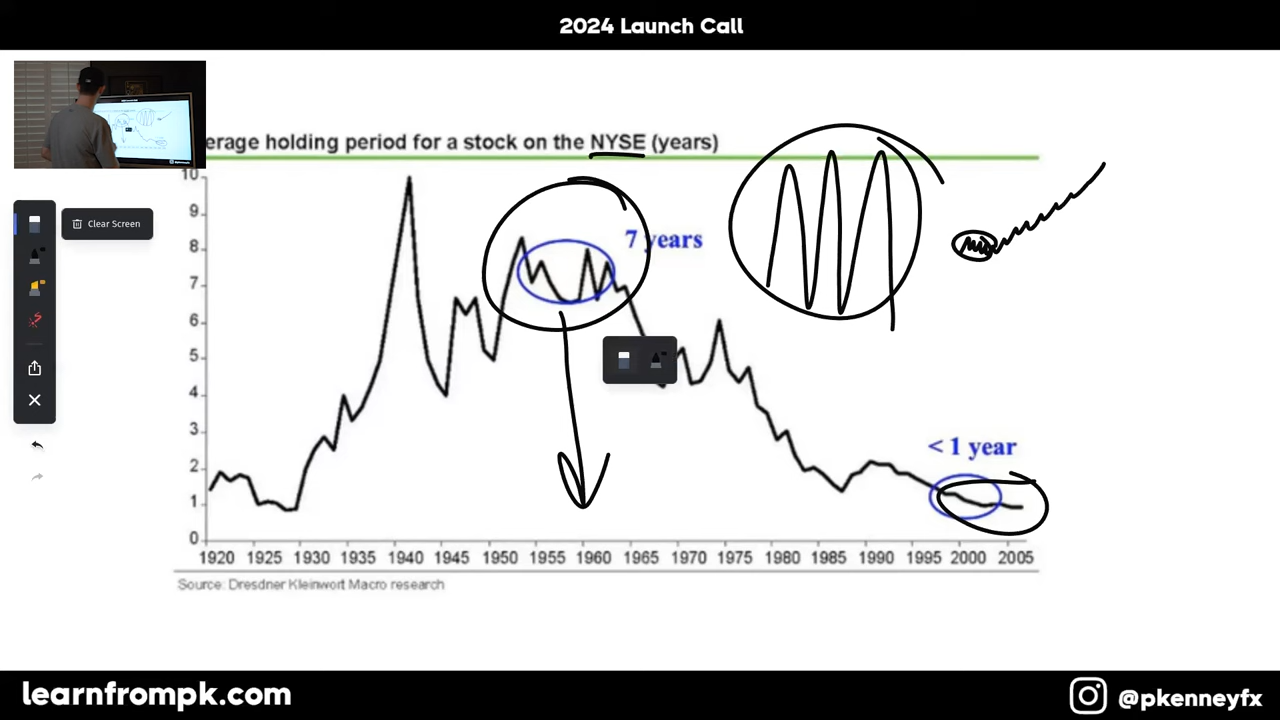 2024 Launch Call
erage holding period for a stock on the NYSE (years)
Clear Screen
10
9
8
7
6
5
4
3
2
1
0
7 years
< 1 year
1920 1925 1930 1935 1940 1945 1950 1955 1960 1965 1970 1975 1980 1985 1990 1995 2000 2005
Source: Dresdner Kleinwort Macro research
learnfrompk.com
@pkenneyfx